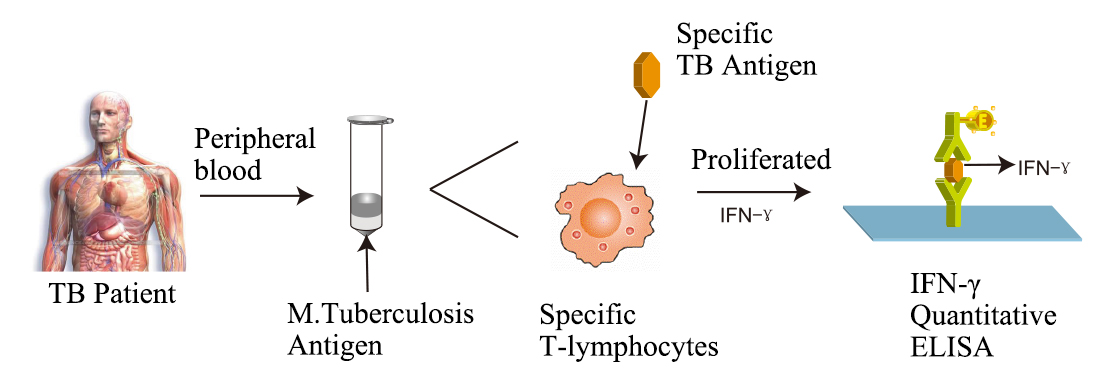 TB Patient
Peripheral
blood
M.Tuberculosis
Antigen
Specific
TB Antigen
Specific
T-lymphocytes
Proliferated
IFN-γ
E
IFN-γ
IFN-γ
Quantitative
ELISA